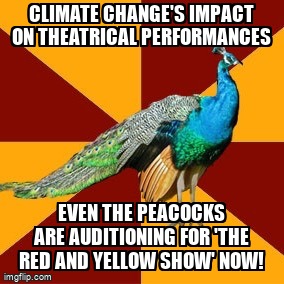 CLIMATE CHANGE'S IMPACT
ON THEATRICAL PERFORMANCES
EVEN THE PEACOCKS
ARE AUDITIONING FOR 'THE
RED AND YELLOW SHOW' NOW!
imgflip.com